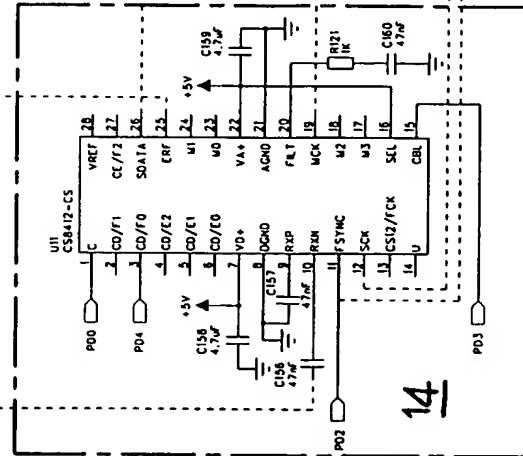 U11
CS8412-CS
1 C
2 CD/F1
3 CD/F0
4 CD/E2
5 CD/E1
6 CD/E0
7 VD+
8 DGND
9 RXP
10 RXN
11 FSYNC
12 SCK
13 CS12/FCK
14 U
VREF 28
CE/F2 27
SDATA 26
ERF 25
M1 24
M0 23
VA+ 22
AGND 21
FILT 20
MCK 19
M2 18
M3 17
SEL 16
CBL 15
PD0
PD4
+5V
C158
4.7uF
C157
47nF
C156
47nF
PD2
+5V
C159
4.7uF
R121
1K
C160
47nF
PD3
14